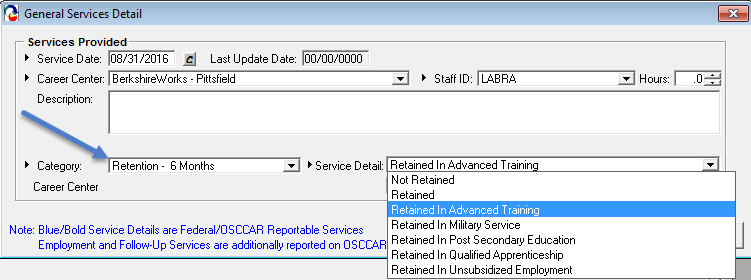 General Services Detail
Services Provided
Service Date: 08/31/2016 C Last Update Date: 00/00/0000
Career Center: BerkshireWorks - Pittsfield Staff ID: LABRA Hours: .0
Description:
Category: Retention - 6 Months Service Detail: Retained In Advanced Training
Career Center
Not Retained
Retained
Retained In Advanced Training
Retained In Military Service
Retained In Post Secondary Education
Retained In Qualified Apprenticeship
Retained In Unsubsidized Employment
Note: Blue/Bold Service Details are Federal/OSCCAR Reportable Services
Employment and Follow-Up Services are additionally reported on OSCCAR